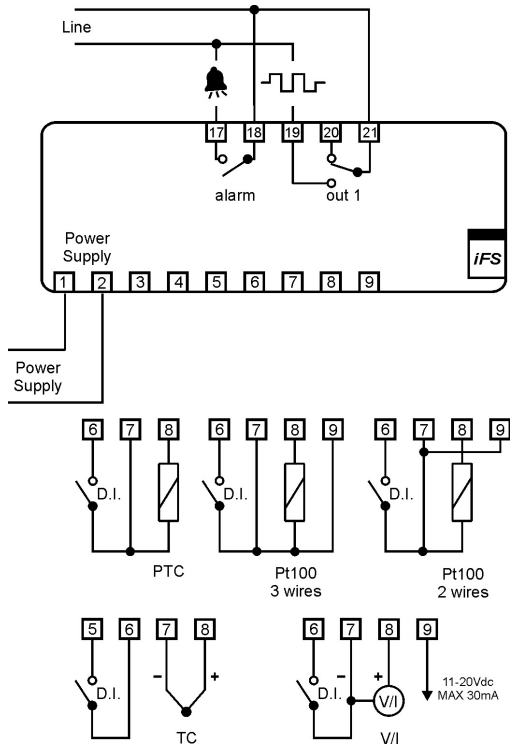 Line
17 18 19 20 21
alarm out 1
Power
Supply
iFS
1 2 3 4 5 6 7 8 9
Power
Supply
6 7 8 6 7 8 9 6 7 8 9
D.I. D.I. D.I.
PTC Pt100 Pt100
3 wires 2 wires
5 6 7 8 6 7 8 9
D.I. - + D.I. - + V/I 11-20Vdc
MAX 30mA
TC V/I